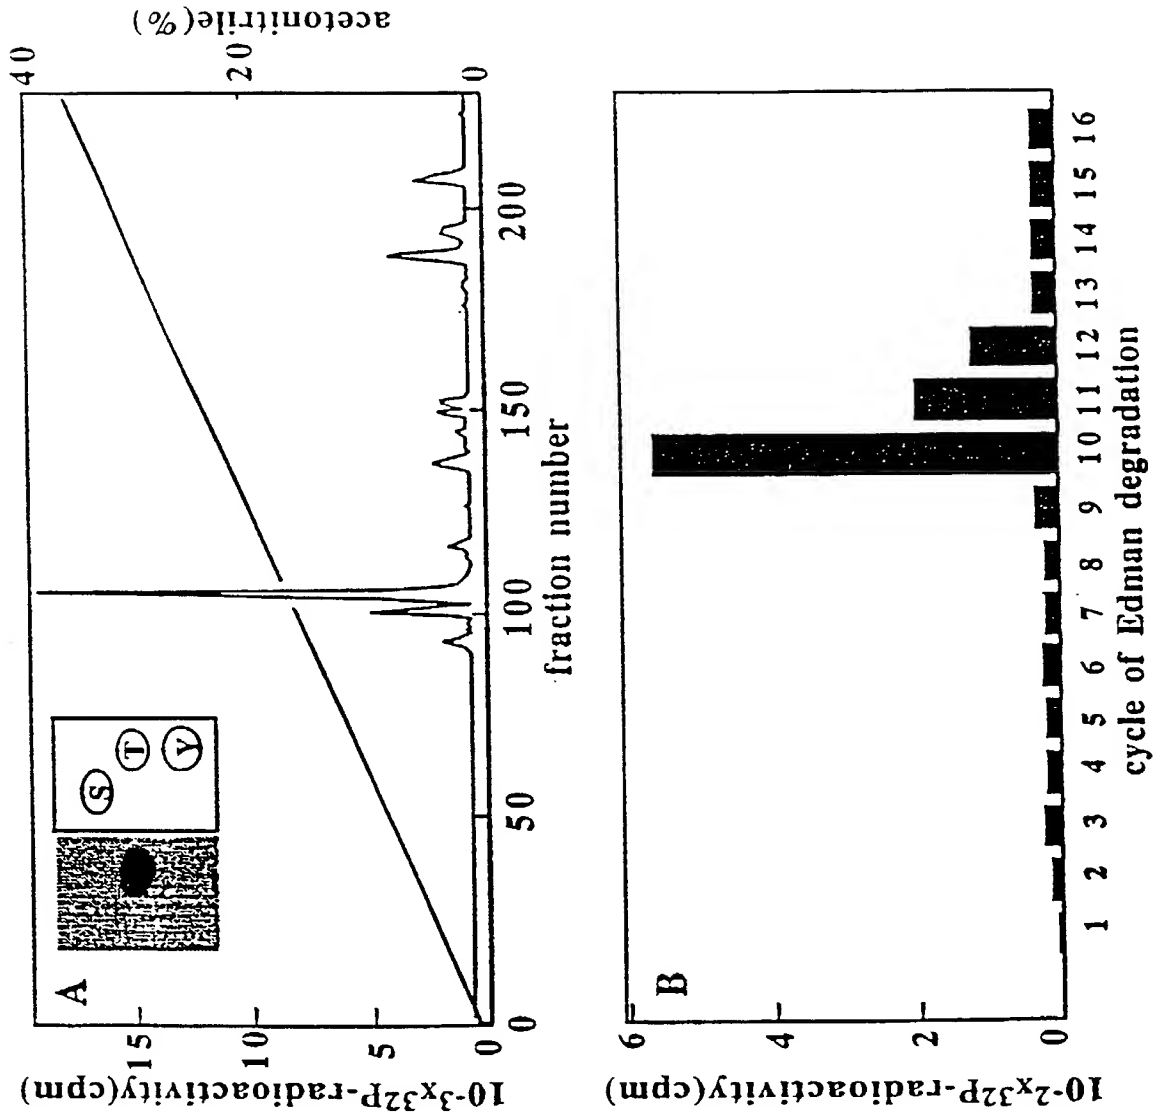 A
S
T
Y
10⁻³x³²P-radioactivity(cpm)
15
10
5
0
acetonitrile(%)
40
20
0
0
50
100
150
200
fraction number
B
10⁻²x³²P-radioactivity(cpm)
6
4
2
0
1 2 3 4 5 6 7 8 9 10 11 12 13 14 15 16
cycle of Edman degradation